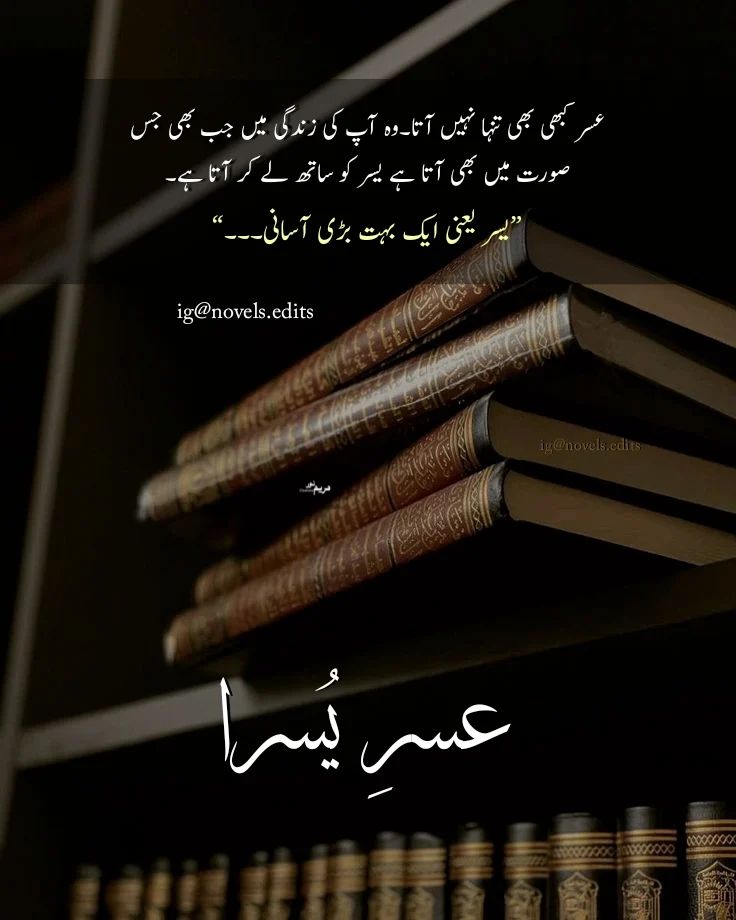 عسر کبھی بھی تنہا نہیں آتا۔وہ آپ کی زندگی میں جب بھی جس
صورت میں بھی آتا ہے یسر کو ساتھ لے کر آتا ہے۔
”یسر یعنی ایک بہت بڑی آسانی۔۔۔“
ig@novels.edits
ig@novels.edits
مریم نور
عسرِ یُسرا